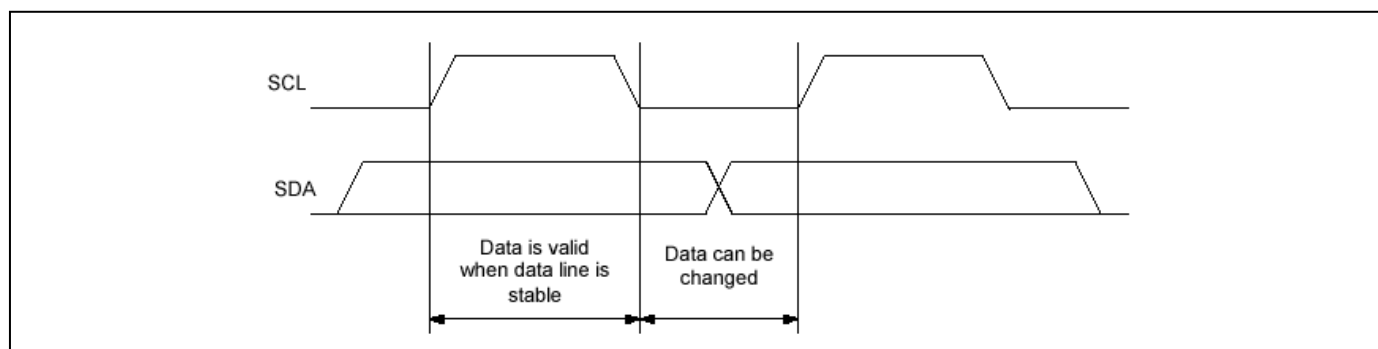 SCL
SDA
Data is valid
when data line is
stable
Data can be
changed